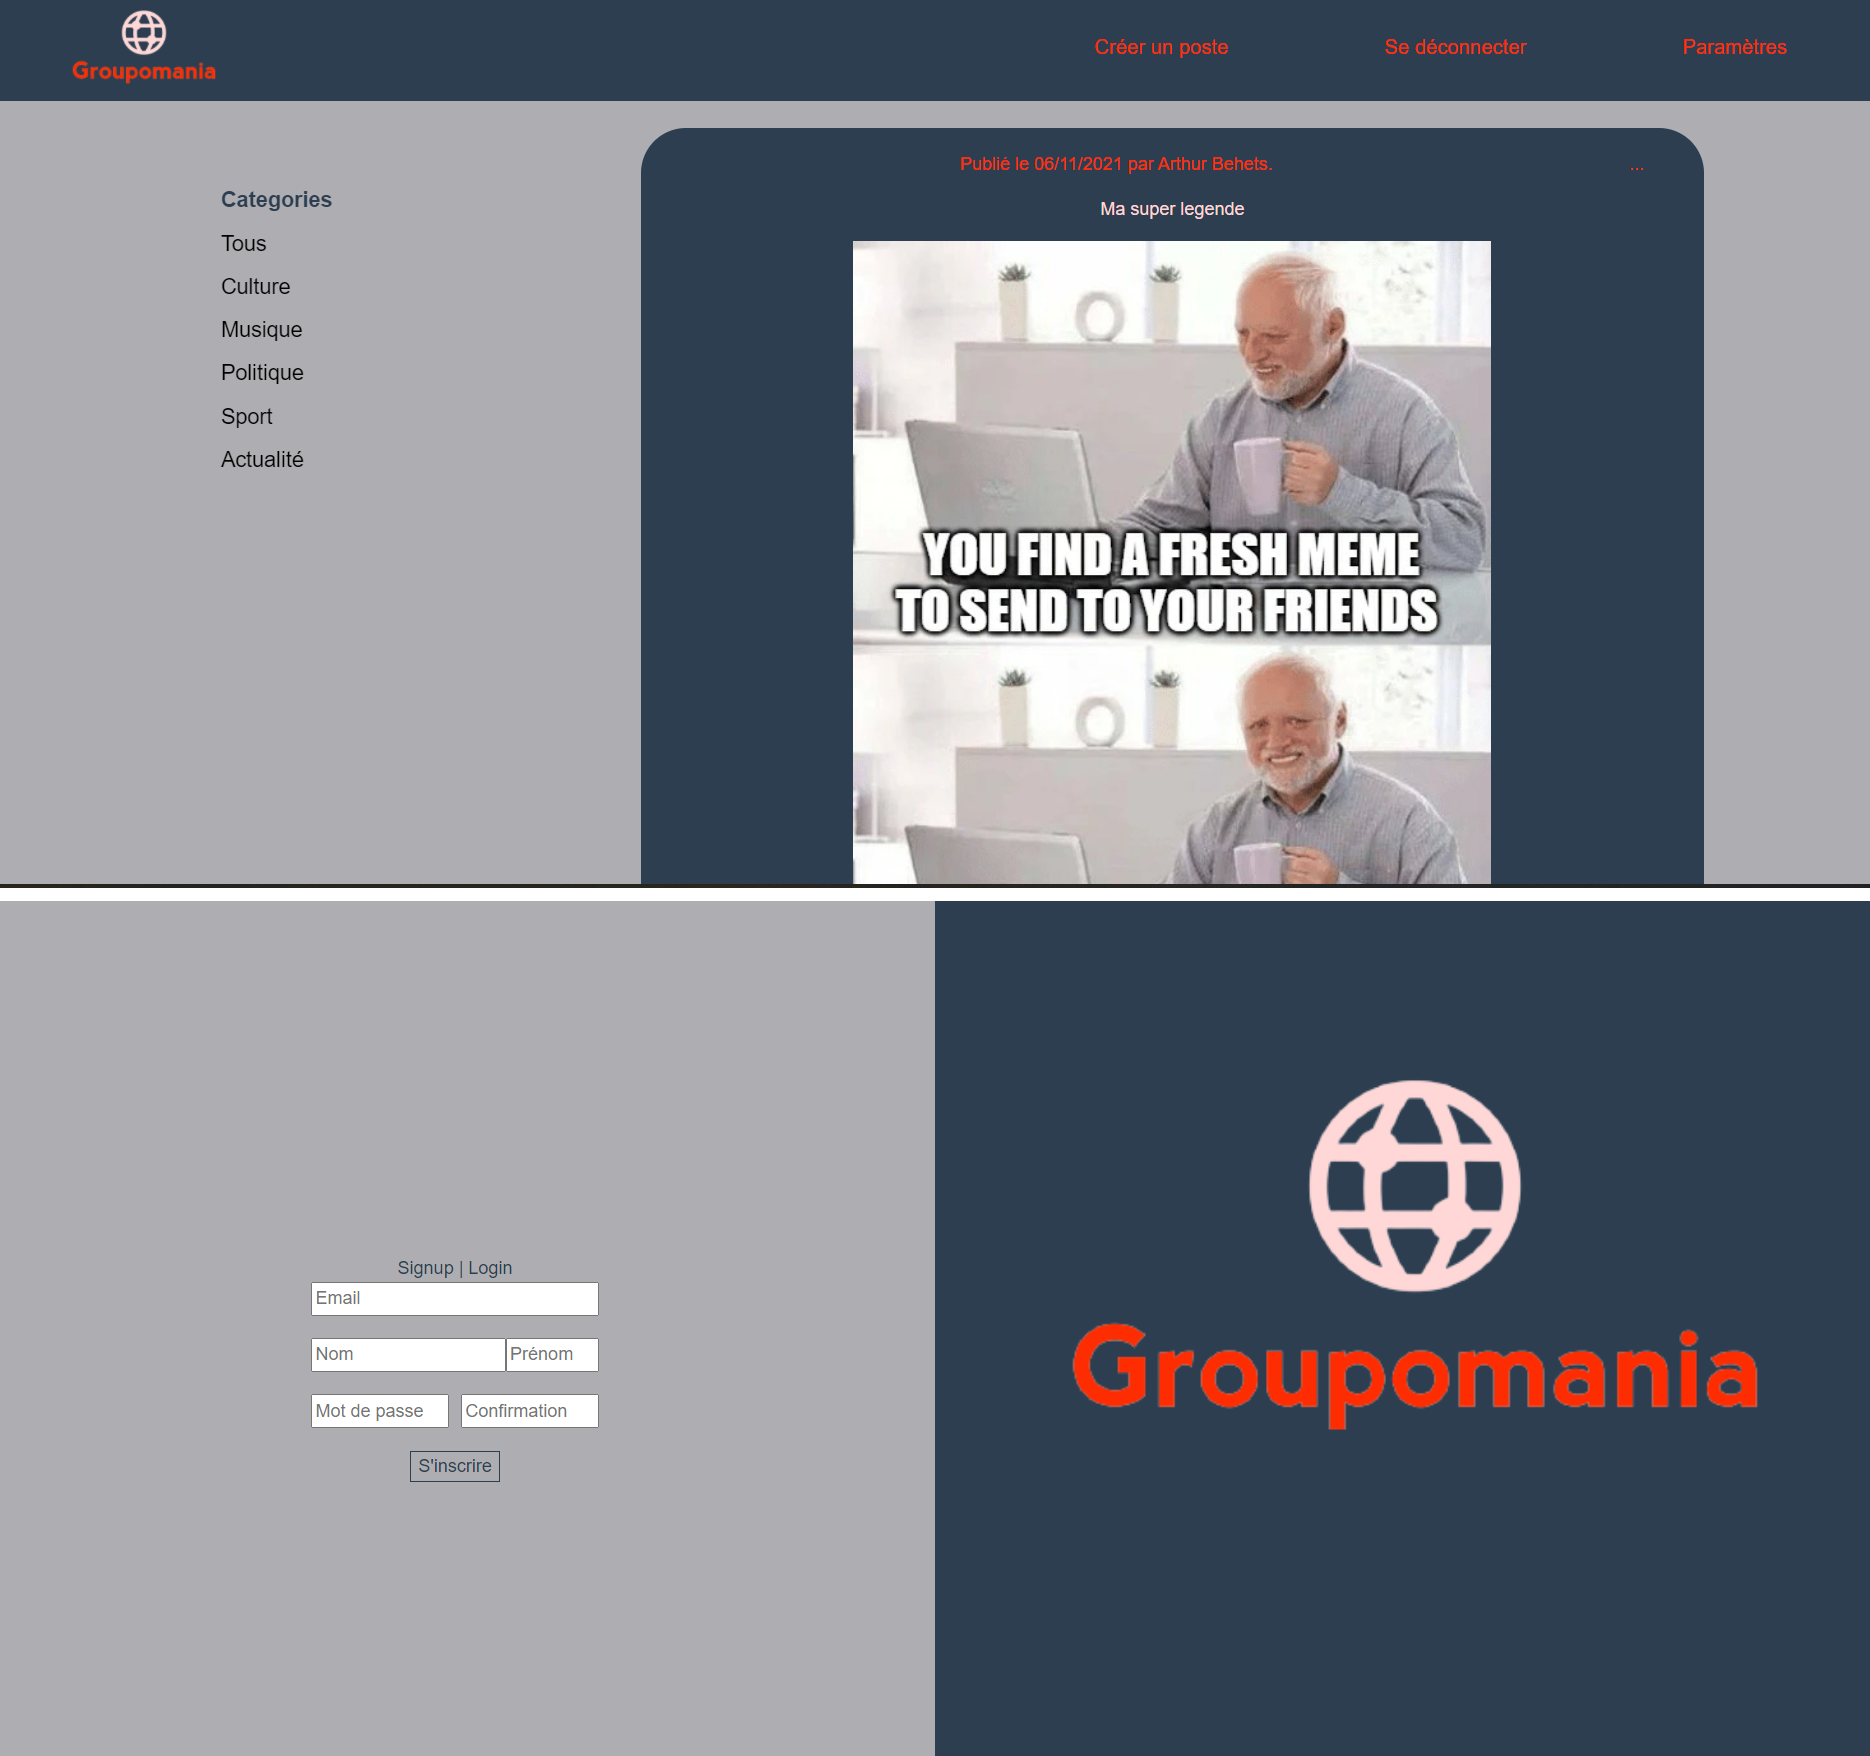 Groupomania
Créer un poste
Se déconnecter
Paramètres
Categories
Tous
Culture
Musique
Politique
Sport
Actualité
Publié le 06/11/2021 par Arthur Behets.
...
Ma super legende
YOU FIND A FRESH MEME
TO SEND TO YOUR FRIENDS
Signup | Login
Email
Nom
Prénom
Mot de passe
Confirmation
S'inscrire
Groupomania